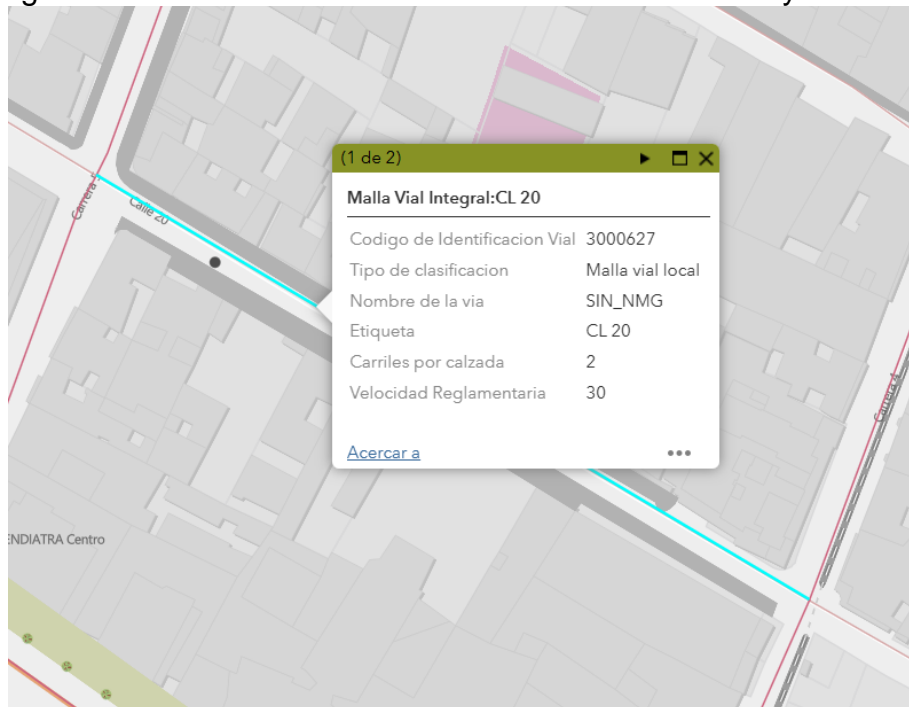 (1 de 2)
Malla Vial Integral:CL 20
Codigo de Identificacion Vial 3000627
Tipo de clasificacion Malla vial local
Nombre de la via SIN_NMG
Etiqueta CL 20
Carriles por calzada 2
Velocidad Reglamentaria 30
Acercar a
Carrera
Calle 20
Carrera 4
ENDIATRA Centro